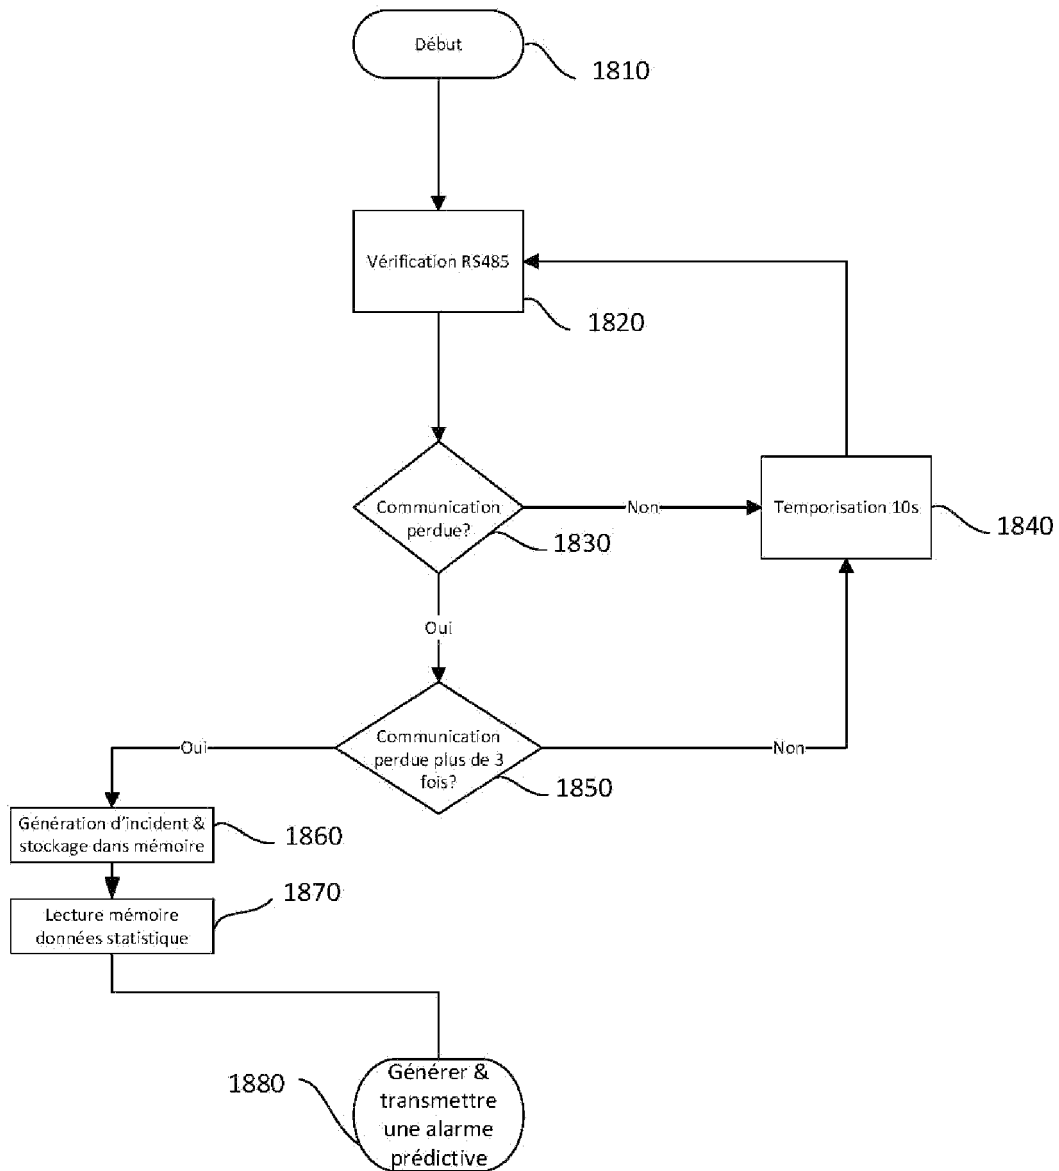 Début
1810
Vérification RS485
1820
Communication
perdue?
1830
Non
Temporisation 10s
1840
Oui
Communication
perdue plus de 3
fois?
1850
Oui
Non
Génération d'incident &
stockage dans mémoire
1860
Lecture mémoire
données statistique
1870
Générer &
transmettre
une alarme
prédictive
1880